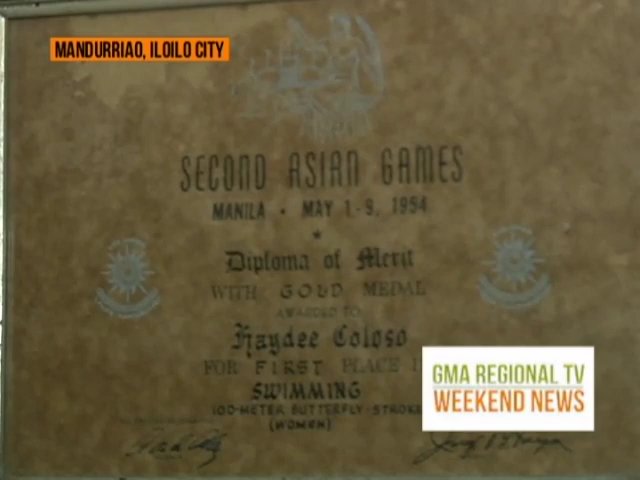 MANDURRIAO, ILOILO CITY
SECOND ASIAN GAMES
MANILA • MAY 1-9, 1954
Diploma of Merit
WITH GOLD MEDAL
AWARDED TO
Haydee Coloso
FOR FIRST PLACE I
SWIMMING
100-METER BUTTERFLY-STROKE
(WOMEN)
GMA REGIONAL TV
WEEKEND NEWS